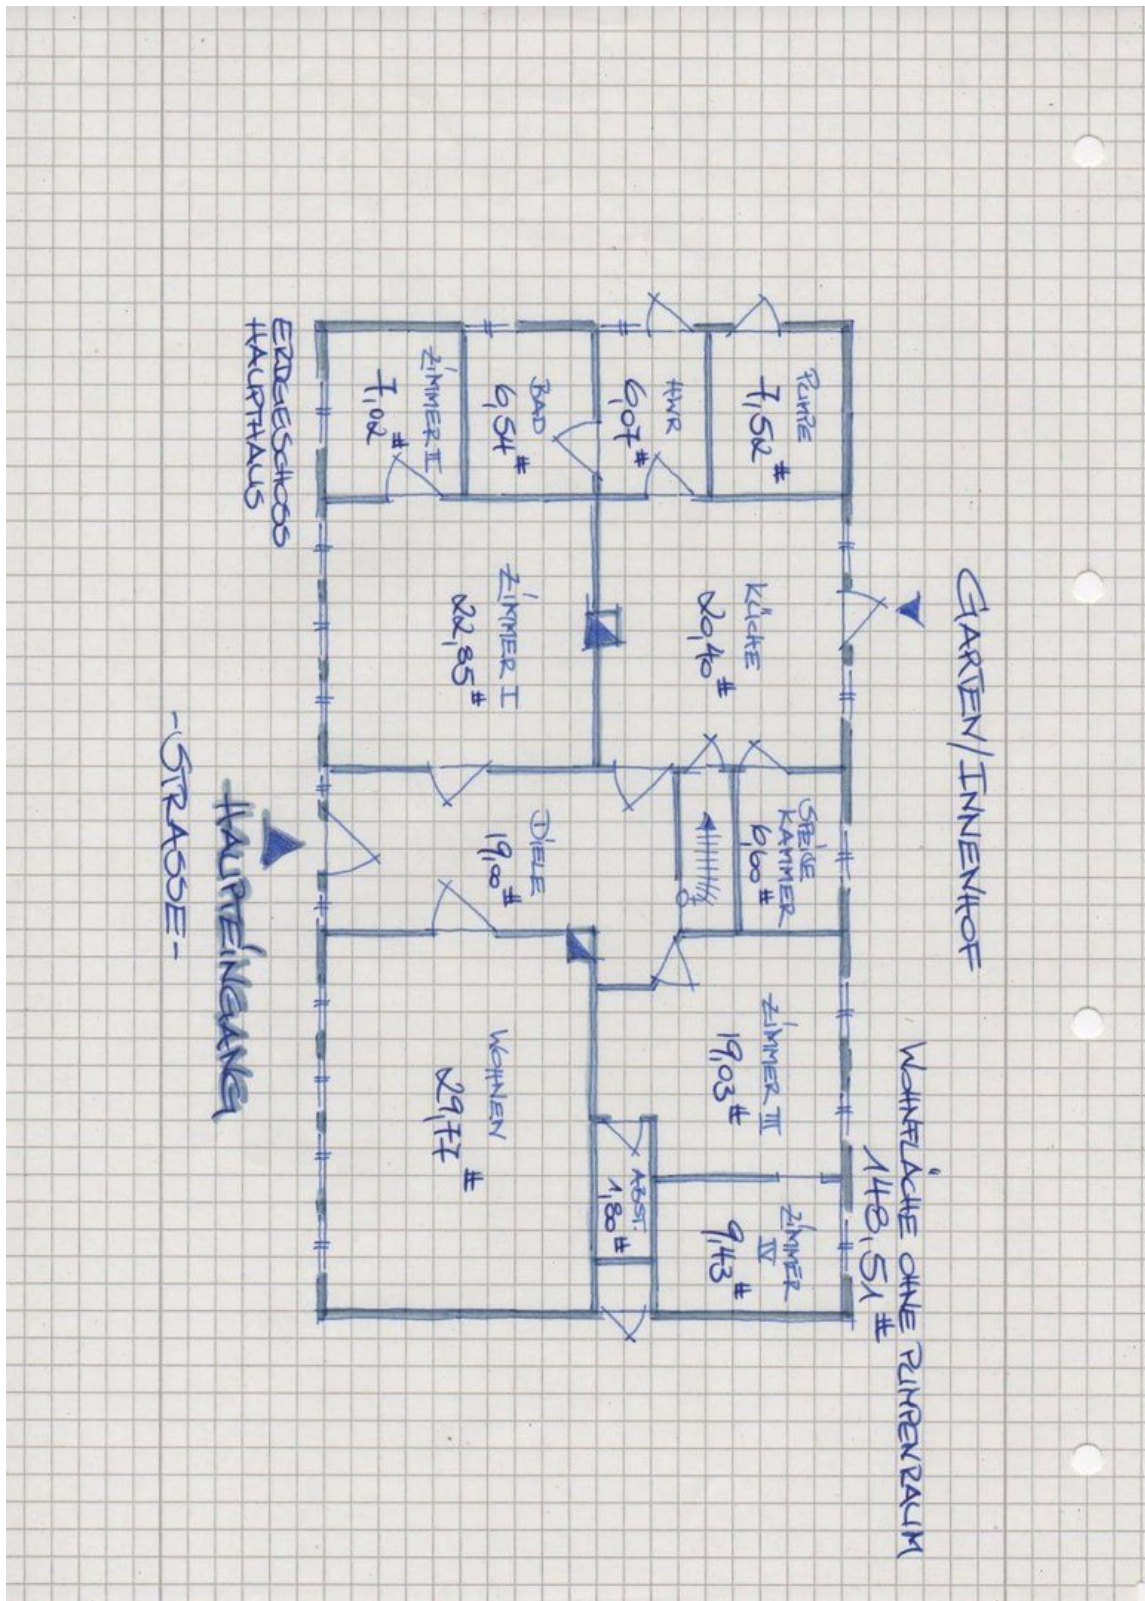 GARTEN/INNENHOF
WOHNFLÄCHE OHNE PUMPENRAUM
148,51 #
PUMPE
7,52 #
HWR
6,07 #
BAD
6,54 #
ZIMMER II
7,02 #
KÜCHE
20,40 #
ZIMMER I
22,85 #
SPEISE
KAMMER
6,60 #
DIELE
19,00 #
ZIMMER III
19,03 #
ZIMMER
IV
9,43 #
ABST.
1,80 #
WOHNEN
29,77 #
ERDGESCHOSS
HAUPTHAUS
HAUPTEINGANG
-STRASSE-